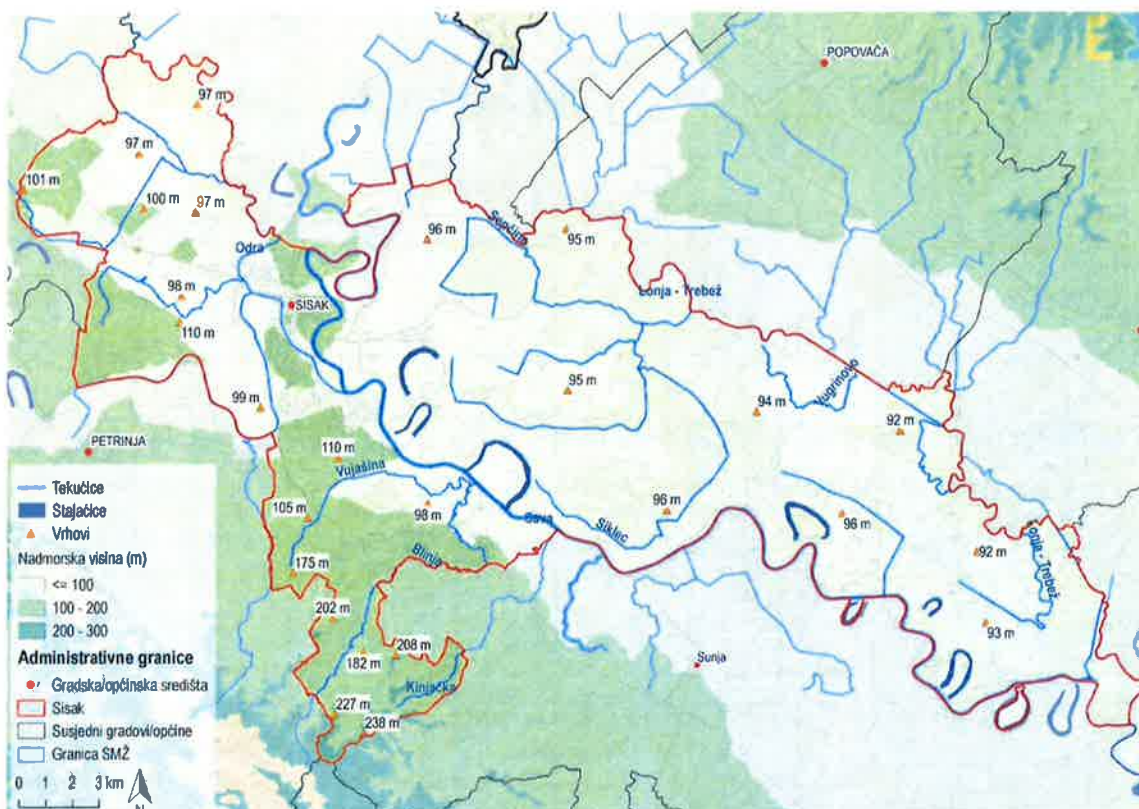 POPOVAČA
97 m
97 m
101 m
100 m
97 m
Odra
96 m
95 m
Lonja - Trebež
98 m
SISAK
110 m
95 m
94 m
Vugrinovo
99 m
92 m
PETRINJA
110 m
Vujašina
98 m
105 m
96 m
96 m
Sava
Siklec
92 m
Lonja - Trebež
Blinja
175 m
202 m
93 m
182 m
208 m
Sunja
Kinjačka
227 m
238 m
Tekućice
Stajaćice
Vrhovi
Nadmorska visina (m)
<= 100
100 - 200
200 - 300
Administrativne granice
Gradska/općinska središta
Sisak
Susjedni gradovi/općine
Granica SMŽ
0 1 2 3 km
N